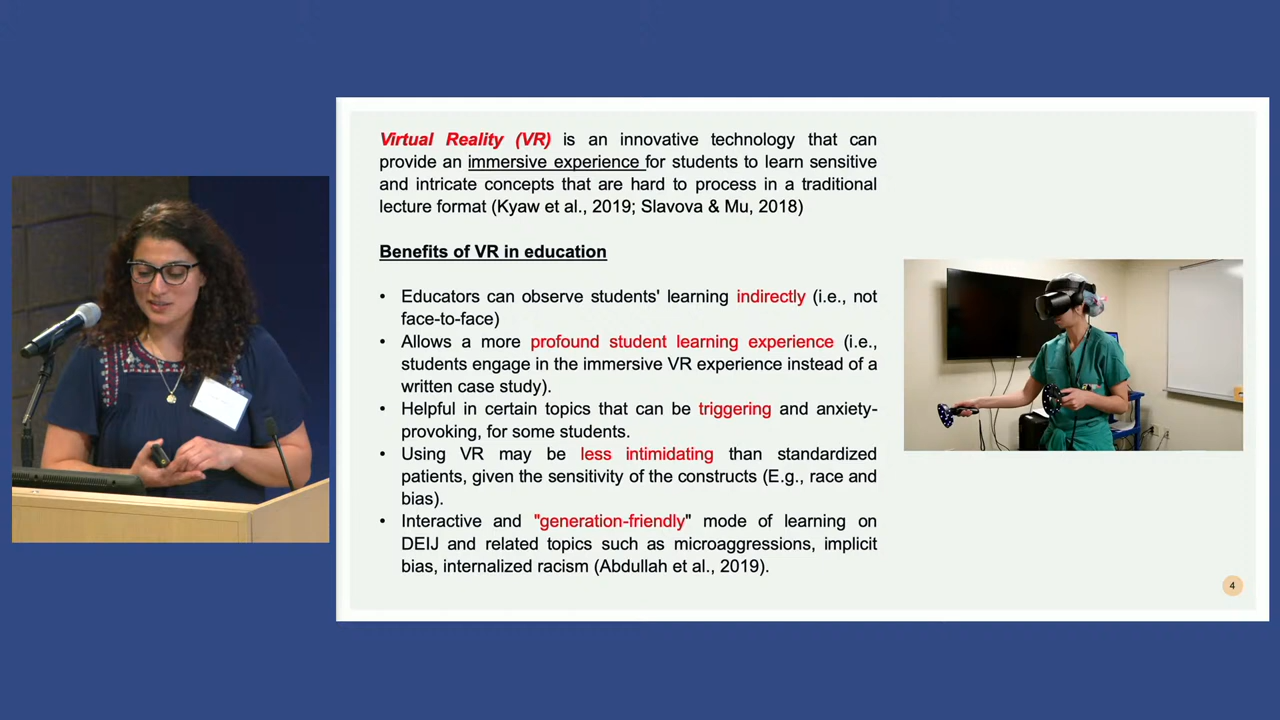 Virtual Reality (VR) is an innovative technology that can
provide an immersive experience for students to learn sensitive
and intricate concepts that are hard to process in a traditional
lecture format (Kyaw et al., 2019; Slavova & Mu, 2018)
Benefits of VR in education
• Educators can observe students' learning indirectly (i.e., not
face-to-face)
• Allows a more profound student learning experience (i.e.,
students engage in the immersive VR experience instead of a
written case study).
• Helpful in certain topics that can be triggering and anxiety-
provoking, for some students.
• Using VR may be less intimidating than standardized
patients, given the sensitivity of the constructs (E.g., race and
bias).
• Interactive and "generation-friendly" mode of learning on
DEIJ and related topics such as microaggressions, implicit
bias, internalized racism (Abdullah et al., 2019).
4